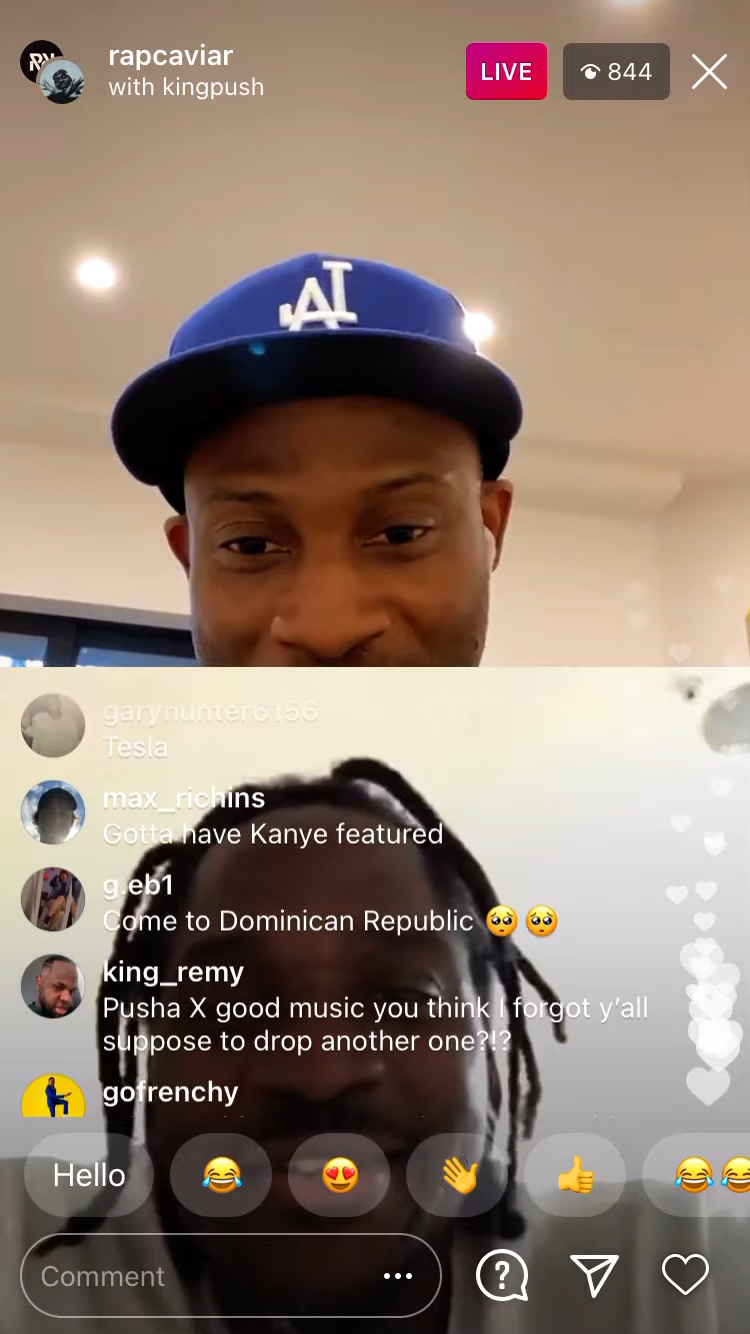 rapcaviar
with kingpush
LIVE
844
LA
garyhunter6156
Tesla
max_richins
Gotta have Kanye featured
g.eb1
Come to Dominican Republic 🥺 🥺
king_remy
Pusha X good music you think I forgot y’all
suppose to drop another one?!?
gofrenchy
Hello 😂 😍 👋 👍 😂😂
Comment ...